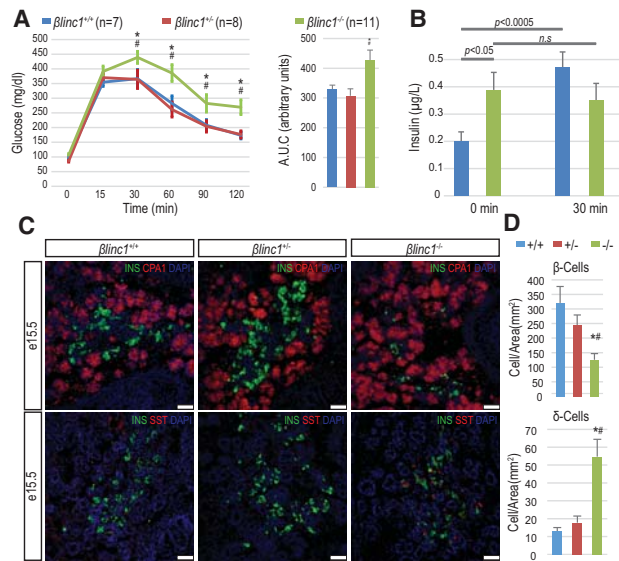 A
βlinc1+/+ (n=7)
βlinc1+/- (n=8)
βlinc1-/- (n=11)
Glucose (mg/dl)
500
450
400
350
300
250
200
150
100
50
0
* # * # * # * #
0 15 30 60 90 120
Time (min)
A.U.C (arbitrary units)
500
400
300
200
100
0
B
p<0.0005
n.s
p<0.05
Insulin (µg/L)
0.6
0.5
0.4
0.3
0.2
0.1
0
0 min 30 min
C
βlinc1+/+ βlinc1+/- βlinc1-/-
e15.5
INS CPA1 DAPI INS CPA1 DAPI INS CPA1 DAPI
e15.5
INS SST DAPI INS SST DAPI INS SST DAPI
D
+/+ +/- -/-
β-Cells
Cell/Area(mm²)
400
350
300
250
200
150
100
50
0
*#
δ-Cells
Cell/Area(mm²)
70
60
50
40
30
20
10
0
*#